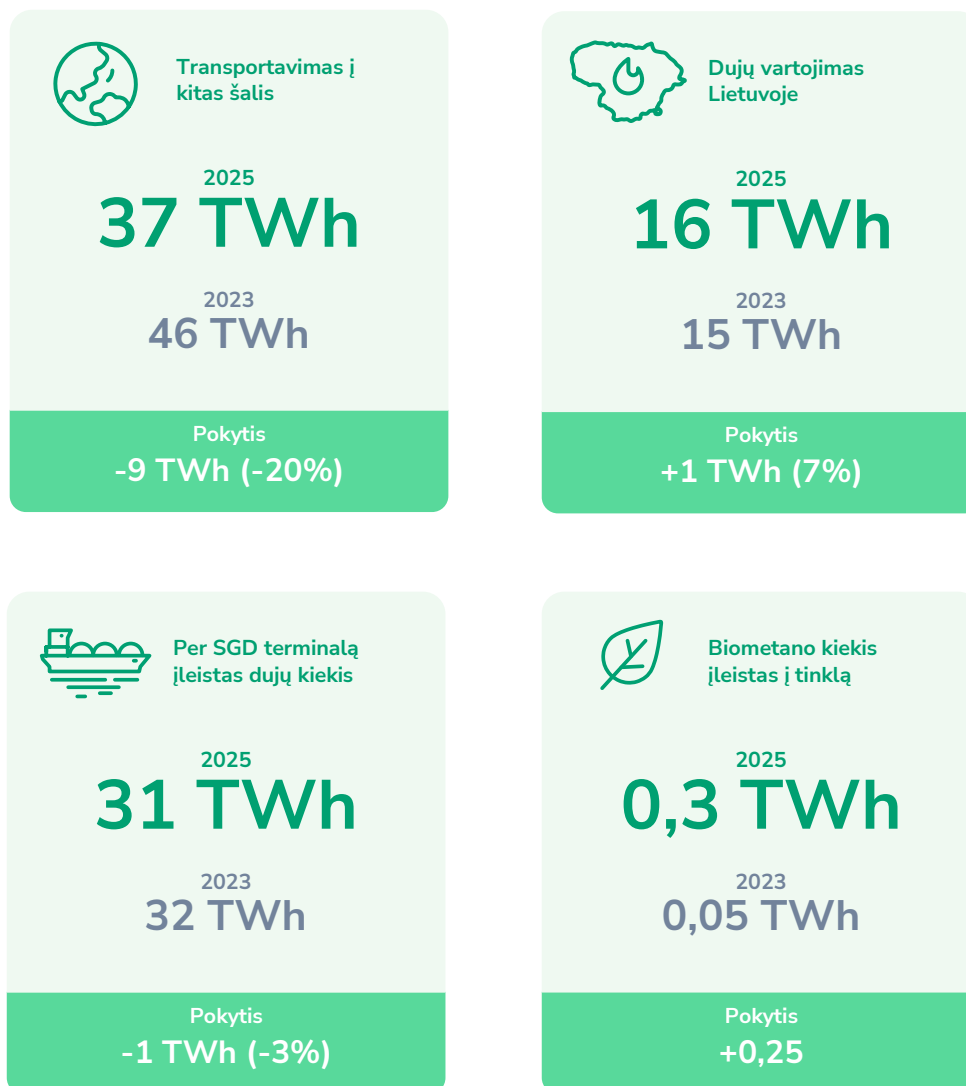 Transportavimas į
kitas šalis
2025
37 TWh
2023
46 TWh
Pokytis
-9 TWh (-20%)
Dujų vartojimas
Lietuvoje
2025
16 TWh
2023
15 TWh
Pokytis
+1 TWh (7%)
Per SGD terminalą
įleistas dujų kiekis
2025
31 TWh
2023
32 TWh
Pokytis
-1 TWh (-3%)
Biometano kiekis
įleistas į tinklą
2025
0,3 TWh
2023
0,05 TWh
Pokytis
+0,25